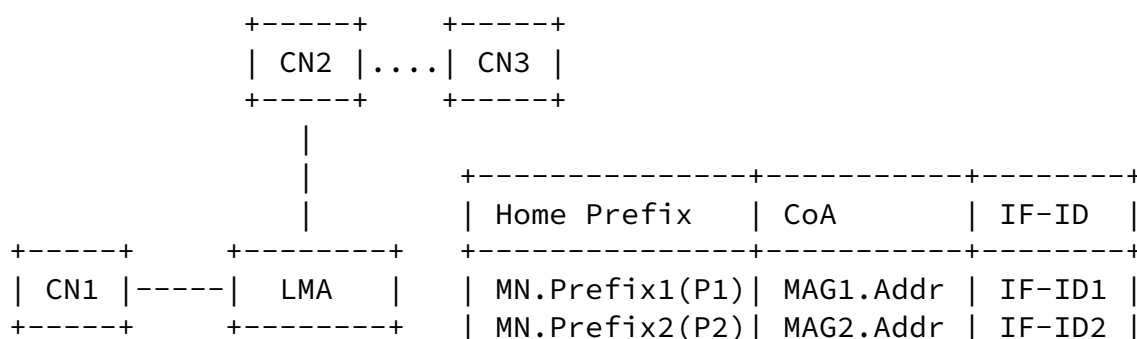 +-----+    +-----+
| CN2 |....| CN3 |
+-----+    +-----+
|
|         +---------------+-----------+--------+
|         | Home Prefix   | CoA       | IF-ID  |
+-----+     +--------+    +---------------+-----------+--------+
| CN1 |-----|  LMA   |    | MN.Prefix1(P1)| MAG1.Addr | IF-ID1 |
+-----+     +--------+    | MN.Prefix2(P2)| MAG2.Addr | IF-ID2 |